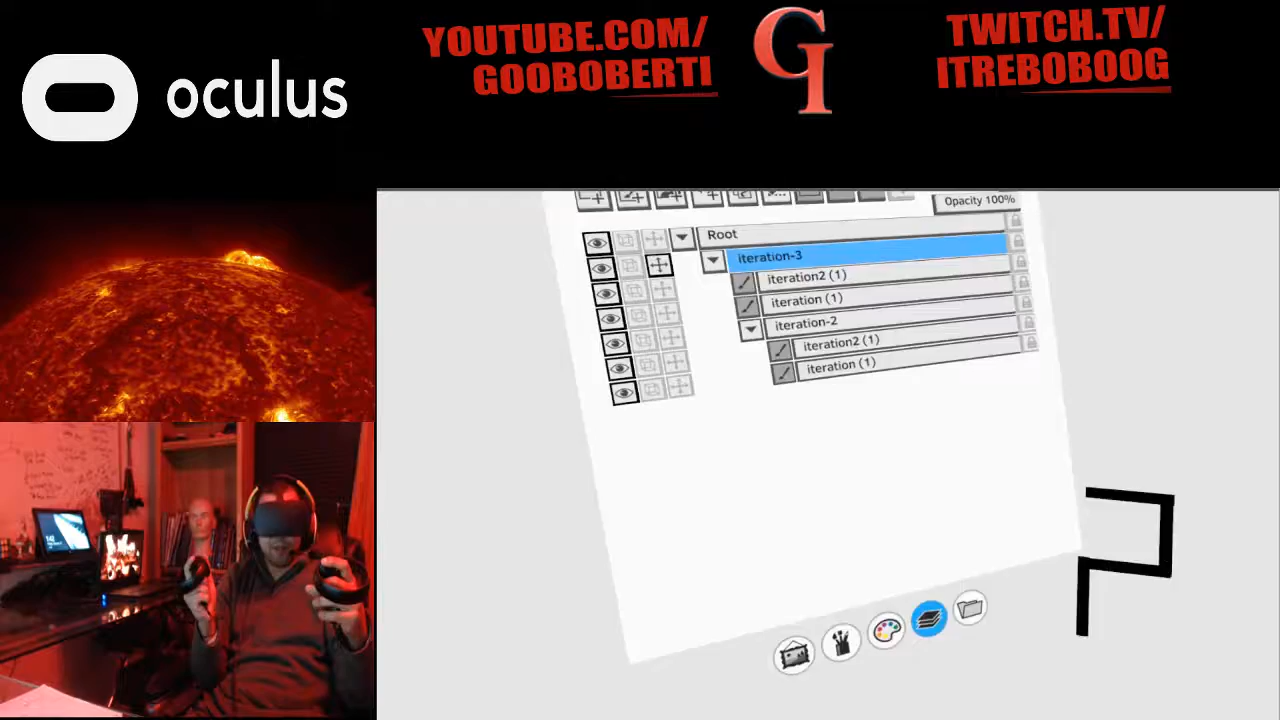 oculus
YOUTUBE.COM/
GOOBOBERTI
GI
TWITCH.TV/
ITREBOBOOG
Opacity 100%
Root
iteration-3
iteration2 (1)
iteration (1)
iteration-2
iteration2 (1)
iteration (1)